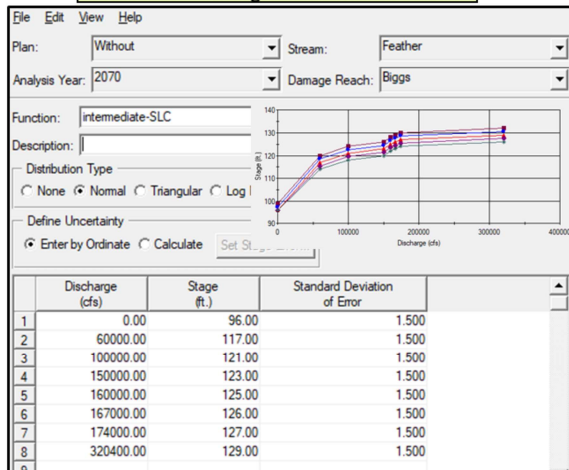 File Edit View Help
Plan: Without Stream: Feather
Analysis Year: 2070 Damage Reach: Biggs
Function: intermediate-SLC
Description:
Distribution Type
None Normal Triangular Log
Define Uncertainty
Enter by Ordinate Calculate Set
140
130
120
110
100
90
Stage (ft.)
0 100000 200000 300000 400000
Discharge (cfs)
Discharge (cfs) Stage (ft.) Standard Deviation of Error
1 0.00 96.00 1.500
2 60000.00 117.00 1.500
3 100000.00 121.00 1.500
4 150000.00 123.00 1.500
5 160000.00 125.00 1.500
6 167000.00 126.00 1.500
7 174000.00 127.00 1.500
8 320400.00 129.00 1.500
9